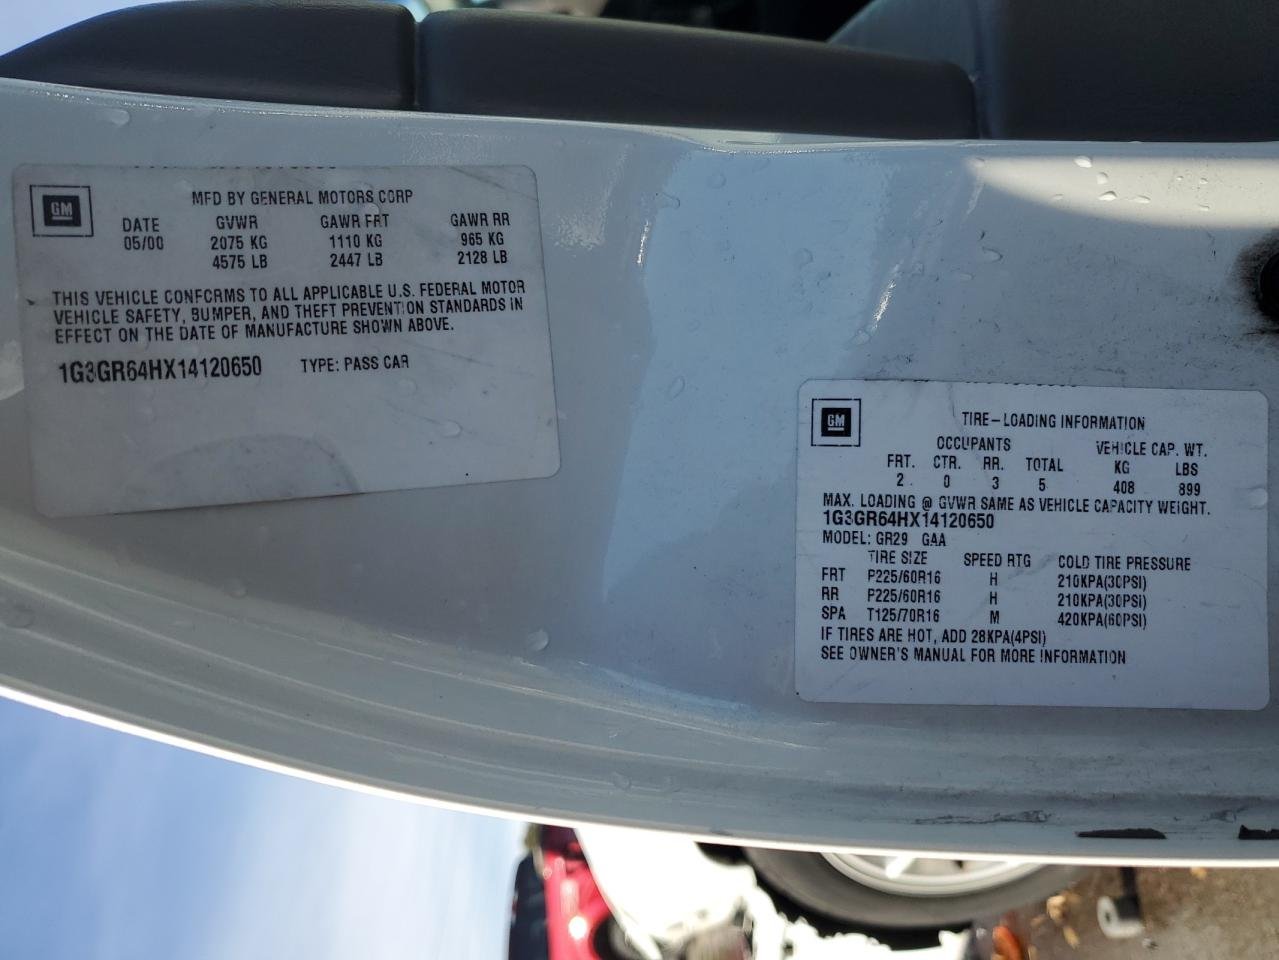 GM
MFD BY GENERAL MOTORS CORP
DATE GVWR GAWR FRT GAWR RR
05/00 2075 KG 1110 KG 965 KG
4575 LB 2447 LB 2128 LB
THIS VEHICLE CONFORMS TO ALL APPLICABLE U.S. FEDERAL MOTOR
VEHICLE SAFETY, BUMPER, AND THEFT PREVENTION STANDARDS IN
EFFECT ON THE DATE OF MANUFACTURE SHOWN ABOVE.
1G3GR64HX14120650 TYPE: PASS CAR
GM
TIRE-LOADING INFORMATION
OCCUPANTS VEHICLE CAP. WT.
FRT. CTR. RR. TOTAL KG LBS
2 0 3 5 408 899
MAX. LOADING @ GVWR SAME AS VEHICLE CAPACITY WEIGHT.
1G3GR64HX14120650
MODEL: GR29 GAA
TIRE SIZE SPEED RTG COLD TIRE PRESSURE
FRT P225/60R16 H 210KPA(30PSI)
RR P225/60R16 H 210KPA(30PSI)
SPA T125/70R16 M 420KPA(60PSI)
IF TIRES ARE HOT, ADD 28KPA(4PSI)
SEE OWNER'S MANUAL FOR MORE INFORMATION